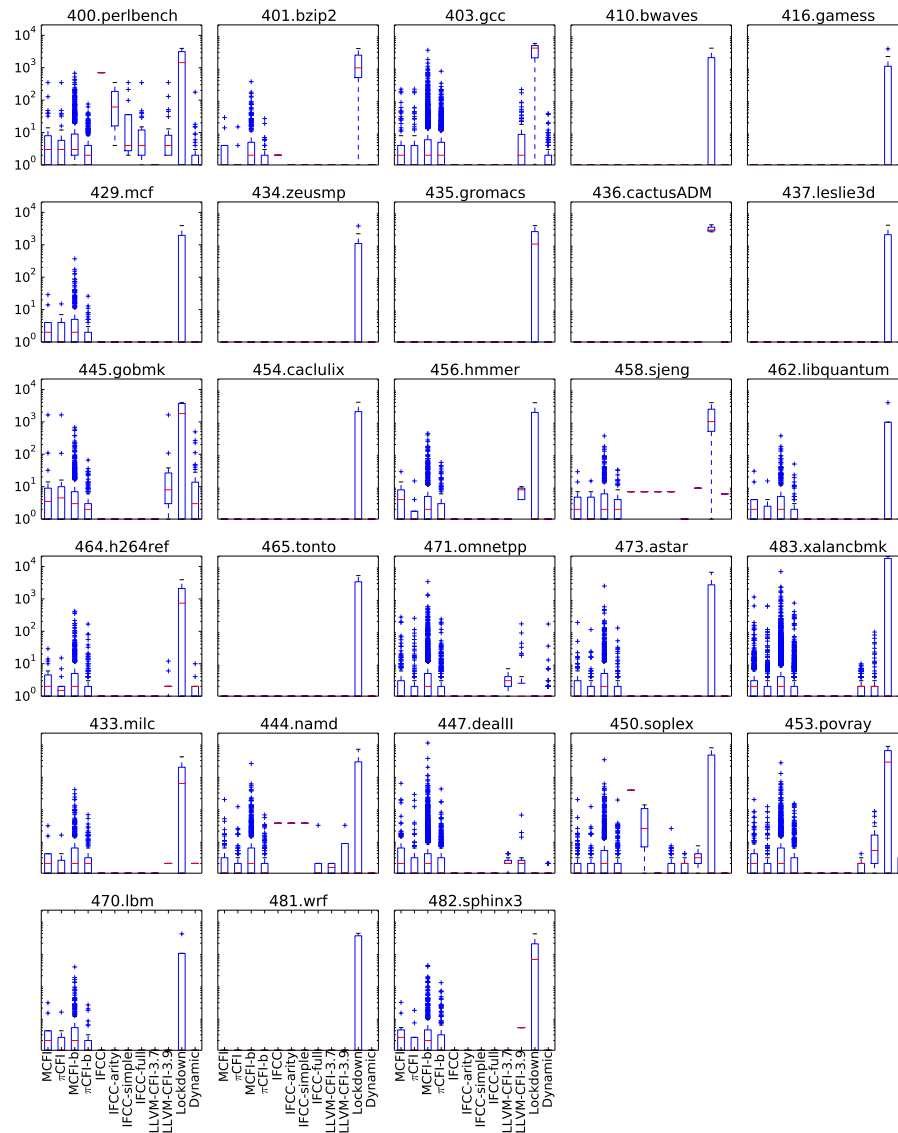 400.perlbench 401.bzip2 403.gcc 410.bwaves 416.gamess
10^4
10^3
10^2
10^1
10^0
429.mcf 434.zeusmp 435.gromacs 436.cactusADM 437.leslie3d
10^4
10^3
10^2
10^1
10^0
445.gobmk 454.caclulix 456.hmmer 458.sjeng 462.libquantum
10^4
10^3
10^2
10^1
10^0
464.h264ref 465.tonto 471.omnetpp 473.astar 483.xalancbmk
10^4
10^3
10^2
10^1
10^0
433.milc 444.namd 447.dealII 450.soplex 453.povray
470.lbm 481.wrf 482.sphinx3
MCFI πCFI MCFI-b πCFI-b IFCC IFCC-arity IFCC-simple IFCC-full LLVM-CFI-3.7 LLVM-CFI-3.9 Lockdown Dynamic
MCFI πCFI MCFI-b πCFI-b IFCC IFCC-arity IFCC-simple IFCC-full LLVM-CFI-3.7 LLVM-CFI-3.9 Lockdown Dynamic
MCFI πCFI MCFI-b πCFI-b IFCC IFCC-arity IFCC-simple IFCC-full LLVM-CFI-3.7 LLVM-CFI-3.9 Lockdown Dynamic